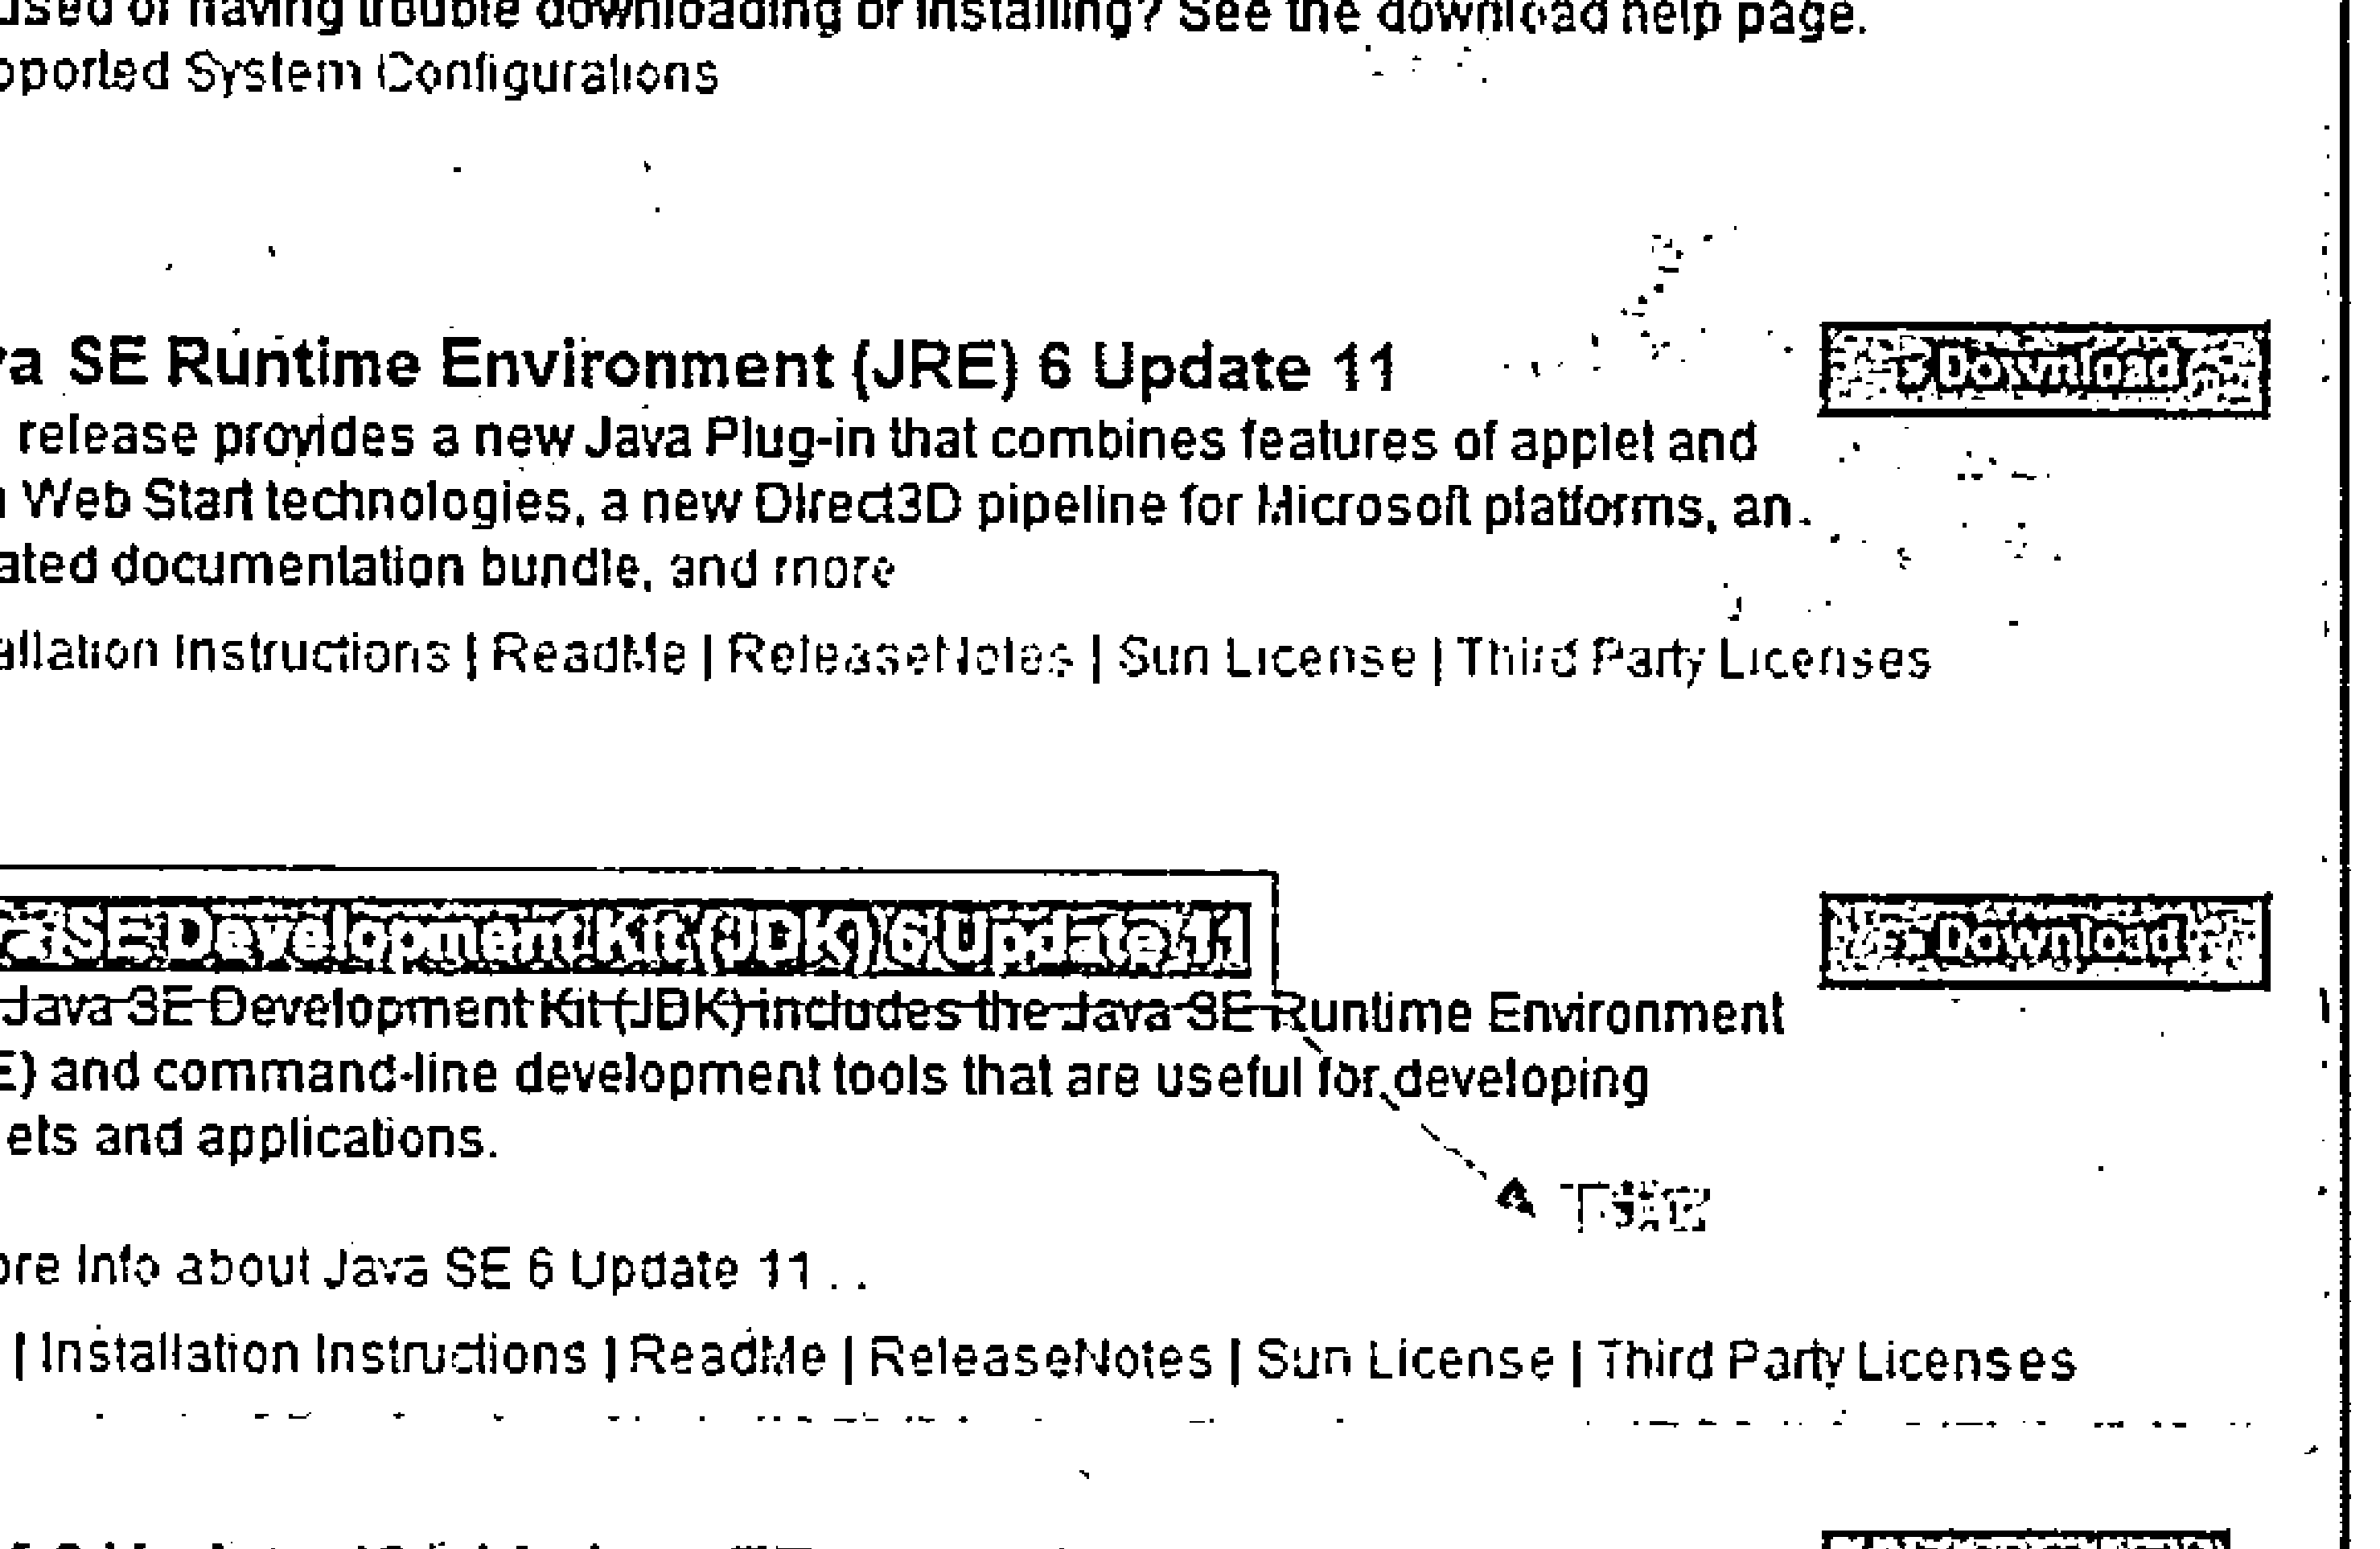 used or having trouble downloading or installing? See the download help page.
pported System Configurations
va SE Runtime Environment (JRE) 6 Update 11
Download
release provides a new Java Plug-in that combines features of applet and
Web Start technologies, a new Direct3D pipeline for Microsoft platforms, an
ated documentation bundle, and more
allation Instructions | ReadMe | ReleaseNotes | Sun License | Third Party Licenses
va SE Development Kit (JDK) 6 Update 11
Download
Java SE Development Kit (JDK) includes the Java SE Runtime Environment
E) and command-line development tools that are useful for developing
ets and applications.
ore Info about Java SE 6 Update 11 . .
| Installation Instructions | ReadMe | ReleaseNotes | Sun License | Third Party Licenses